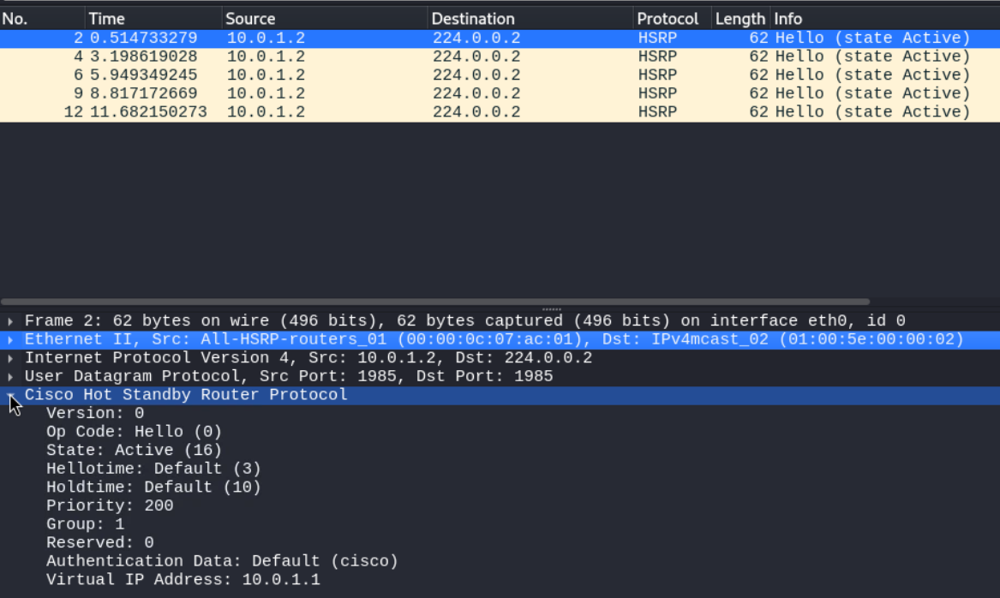 No. Time Source Destination Protocol Length Info
2 0.514733279 10.0.1.2 224.0.0.2 HSRP 62 Hello (state Active)
4 3.198619028 10.0.1.2 224.0.0.2 HSRP 62 Hello (state Active)
6 5.949349245 10.0.1.2 224.0.0.2 HSRP 62 Hello (state Active)
9 8.817172669 10.0.1.2 224.0.0.2 HSRP 62 Hello (state Active)
12 11.682150273 10.0.1.2 224.0.0.2 HSRP 62 Hello (state Active)
Frame 2: 62 bytes on wire (496 bits), 62 bytes captured (496 bits) on interface eth0, id 0
Ethernet II, Src: All-HSRP-routers_01 (00:00:0c:07:ac:01), Dst: IPv4mcast_02 (01:00:5e:00:00:02)
Internet Protocol Version 4, Src: 10.0.1.2, Dst: 224.0.0.2
User Datagram Protocol, Src Port: 1985, Dst Port: 1985
Cisco Hot Standby Router Protocol
Version: 0
Op Code: Hello (0)
State: Active (16)
Hellotime: Default (3)
Holdtime: Default (10)
Priority: 200
Group: 1
Reserved: 0
Authentication Data: Default (cisco)
Virtual IP Address: 10.0.1.1